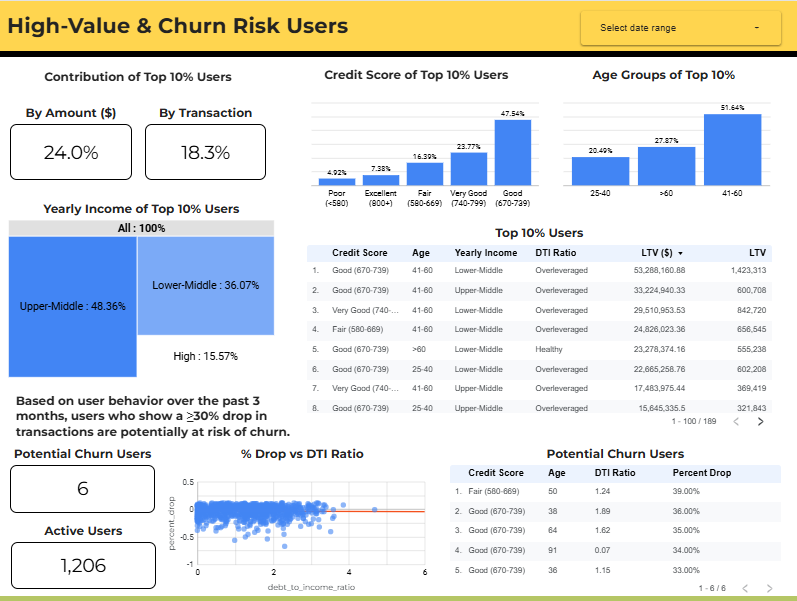 High-Value & Churn Risk Users
Select date range
Contribution of Top 10% Users
By Amount ($)
By Transaction
24.0%
18.3%
Credit Score of Top 10% Users
4.92%
7.38%
16.39%
23.77%
47.54%
Poor (<580)
Excellent (800+)
Fair (580-669)
Very Good (740-799)
Good (670-739)
Age Groups of Top 10%
20.49%
27.87%
51.64%
25-40
>60
41-60
Yearly Income of Top 10% Users
All : 100%
Upper-Middle : 48.36%
Lower-Middle : 36.07%
High : 15.57%
Top 10% Users
Credit Score Age Yearly Income DTI Ratio LTV ($) LTV
1. Good (670-739) 41-60 Lower-Middle Overleveraged 53,288,160.88 1,423,313
2. Good (670-739) 41-60 Upper-Middle Overleveraged 33,224,940.33 600,708
3. Very Good (740-... 41-60 Lower-Middle Overleveraged 29,510,953.53 842,720
4. Fair (580-669) 41-60 Lower-Middle Overleveraged 24,826,023.36 656,545
5. Good (670-739) >60 Lower-Middle Healthy 23,278,374.16 555,238
6. Good (670-739) 25-40 Lower-Middle Overleveraged 22,665,258.76 602,208
7. Very Good (740-... 41-60 Upper-Middle Overleveraged 17,483,975.44 369,419
8. Good (670-739) 25-40 Upper-Middle Overleveraged 15,645,335.5 321,843
1 - 100 / 189
Based on user behavior over the past 3
months, users who show a ≥30% drop in
transactions are potentially at risk of churn.
Potential Churn Users
6
Active Users
1,206
% Drop vs DTI Ratio
percent_drop
0.5
0
-0.5
-1
0 2 4 6
debt_to_income_ratio
Potential Churn Users
Credit Score Age DTI Ratio Percent Drop
1. Fair (580-669) 50 1.24 39.00%
2. Good (670-739) 38 1.89 36.00%
3. Good (670-739) 64 1.62 35.00%
4. Good (670-739) 91 0.07 34.00%
5. Good (670-739) 36 1.15 33.00%
1 - 6 / 6